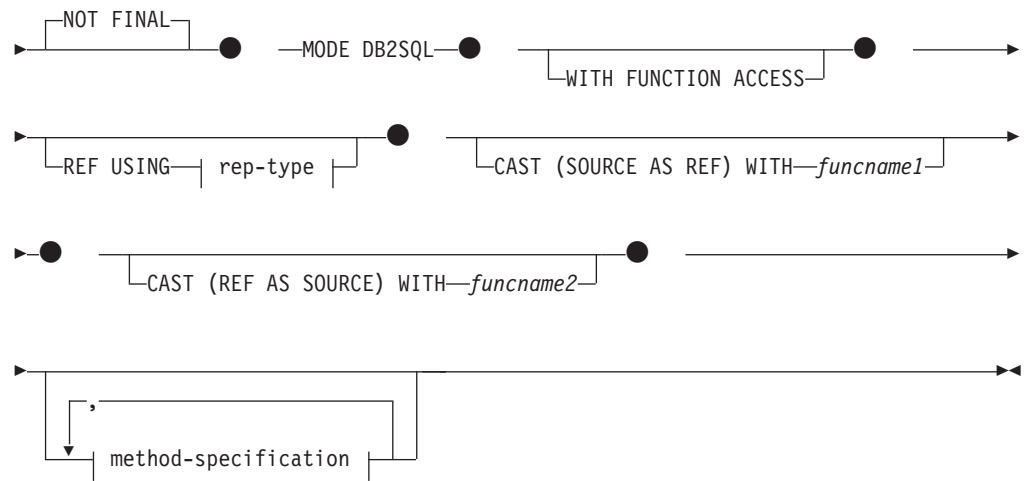 NOT FINAL
MODE DB2SQL
WITH FUNCTION ACCESS
REF USING rep-type
CAST (SOURCE AS REF) WITH funcname1
CAST (REF AS SOURCE) WITH funcname2
,
method-specification